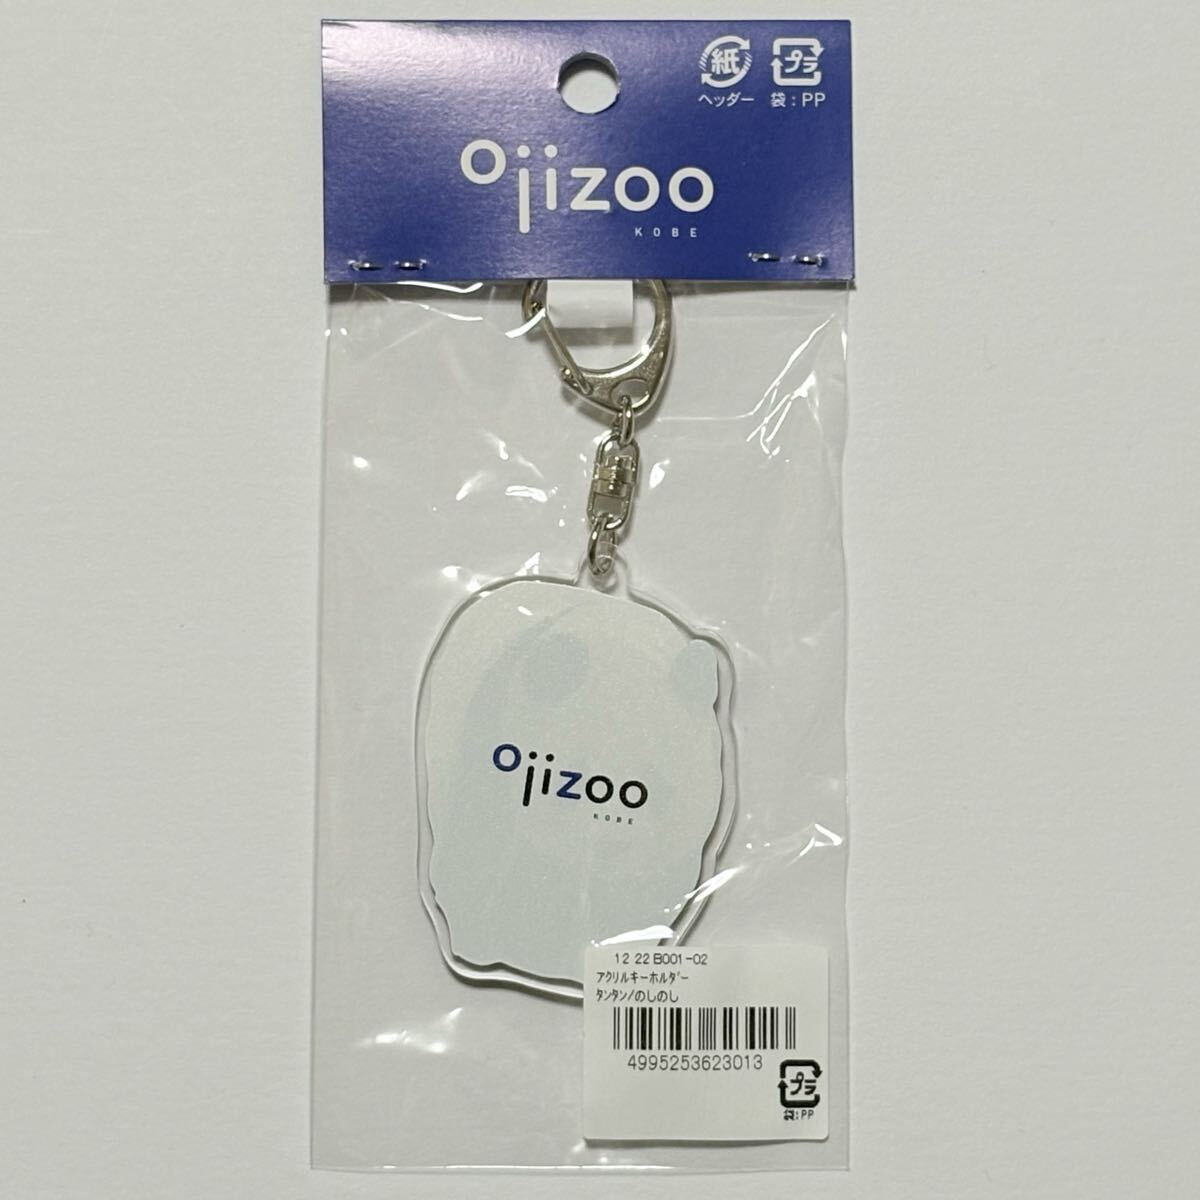 紙 プラ
ヘッダー 袋：PP
ojizoo
KOBE
ojizoo
KOBE
12 22 B001-02
アクリルキーホルダー
タンタン/のしのし
4995253623013
プラ
袋:PP